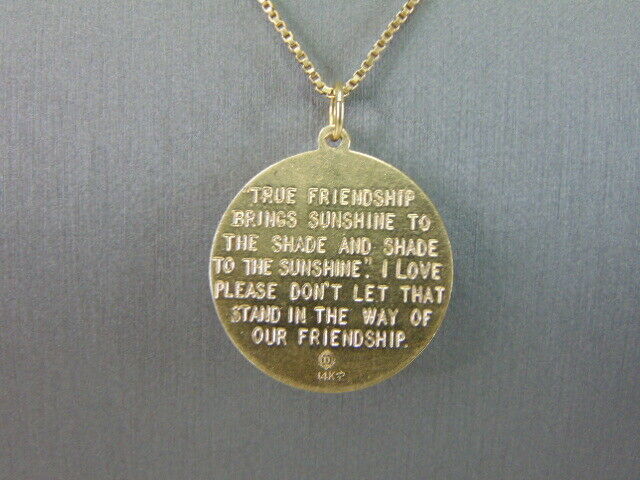 "TRUE FRIENDSHIP
BRINGS SUNSHINE TO
THE SHADE AND SHADE
TO THE SUNSHINE". I LOVE
PLEASE DON'T LET THAT
STAND IN THE WAY OF
OUR FRIENDSHIP.
14K